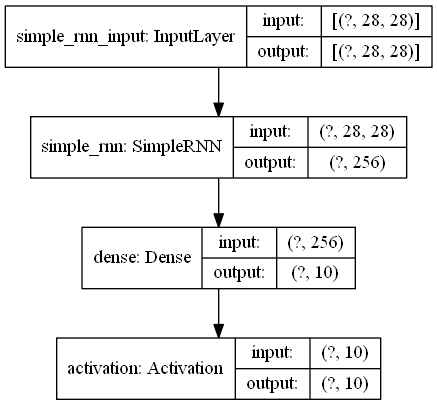 simple_rnn_input: InputLayer
input: [(?, 28, 28)]
output: [(?, 28, 28)]
simple_rnn: SimpleRNN
input: (?, 28, 28)
output: (?, 256)
dense: Dense
input: (?, 256)
output: (?, 10)
activation: Activation
input: (?, 10)
output: (?, 10)